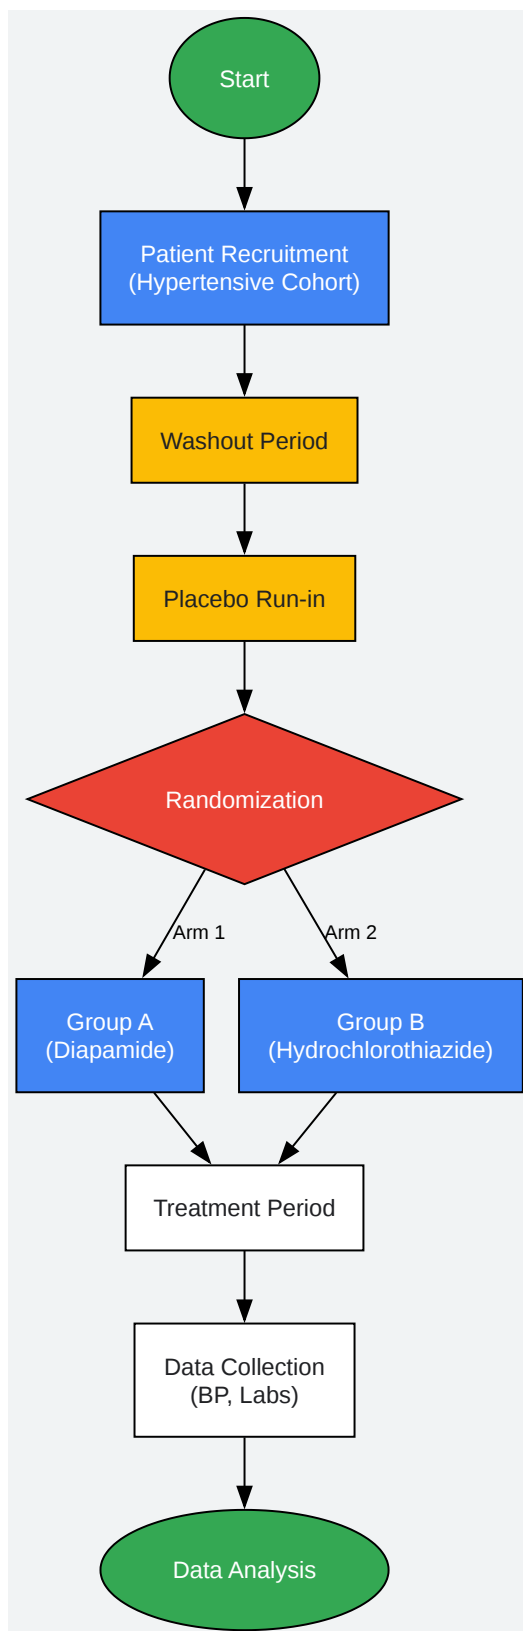 Start
Patient Recruitment
(Hypertensive Cohort)
Washout Period
Placebo Run-in
Randomization
Arm 1
Arm 2
Group A
(Diapamide)
Group B
(Hydrochlorothiazide)
Treatment Period
Data Collection
(BP, Labs)
Data Analysis